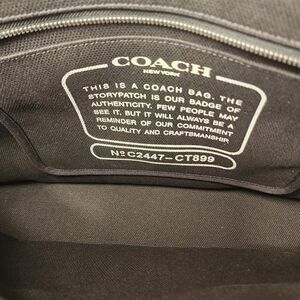 COACH
NEW YORK
THIS IS A COACH BAG. THE
STORYPATCH IS OUR BADGE OF
AUTHENTICITY. FEW PEOPLE MAY
SEE IT. BUT IT WILL ALWAYS BE A
REMINDER OF OUR COMMITMENT
TO QUALITY AND CRAFTSMANSHIP.
Nº C2447-CT899